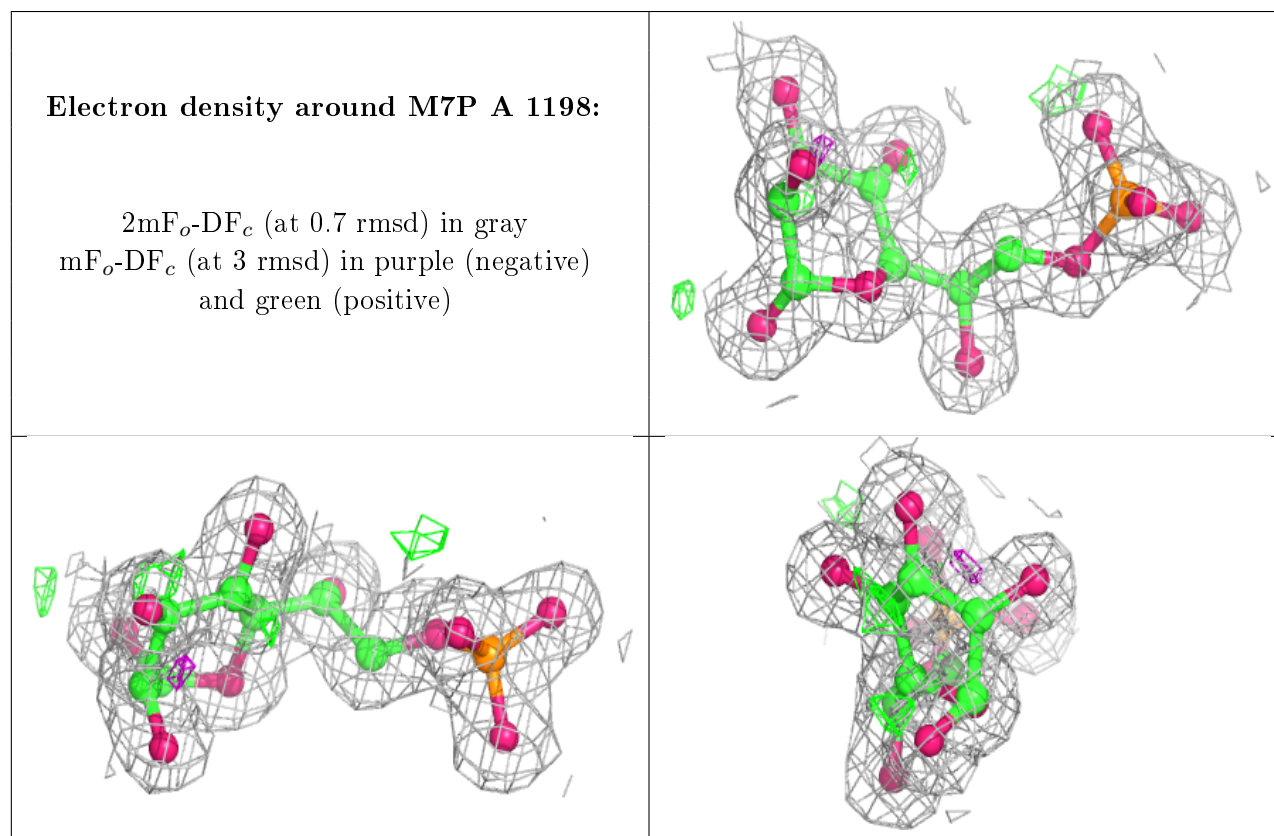 Electron density around M7P A 1198:
2mFo-DFc (at 0.7 rmsd) in gray
mFo-DFc (at 3 rmsd) in purple (negative)
and green (positive)